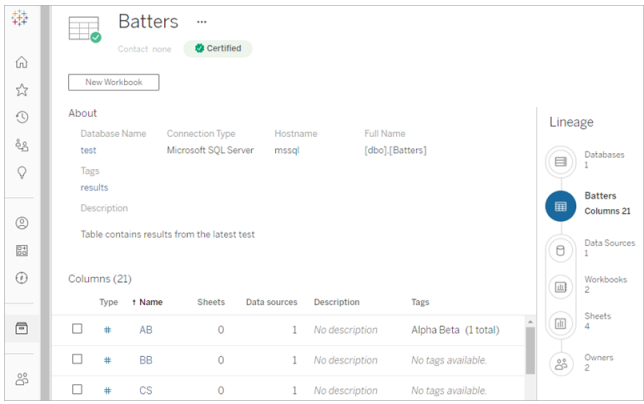 Batters ...
Contact none Certified
New Workbook
About
Database Name Connection Type Hostname Full Name
test Microsoft SQL Server mssql [dbo].[Batters]
Tags
results
Description
Table contains results from the latest test
Columns (21)
Type ↑ Name Sheets Data sources Description Tags
# AB 0 1 No description Alpha Beta (1 total)
# BB 0 1 No description No tags available.
# CS 0 1 No description No tags available.
Lineage
Databases
1
Batters
Columns 21
Data Sources
1
Workbooks
2
Sheets
4
Owners
2